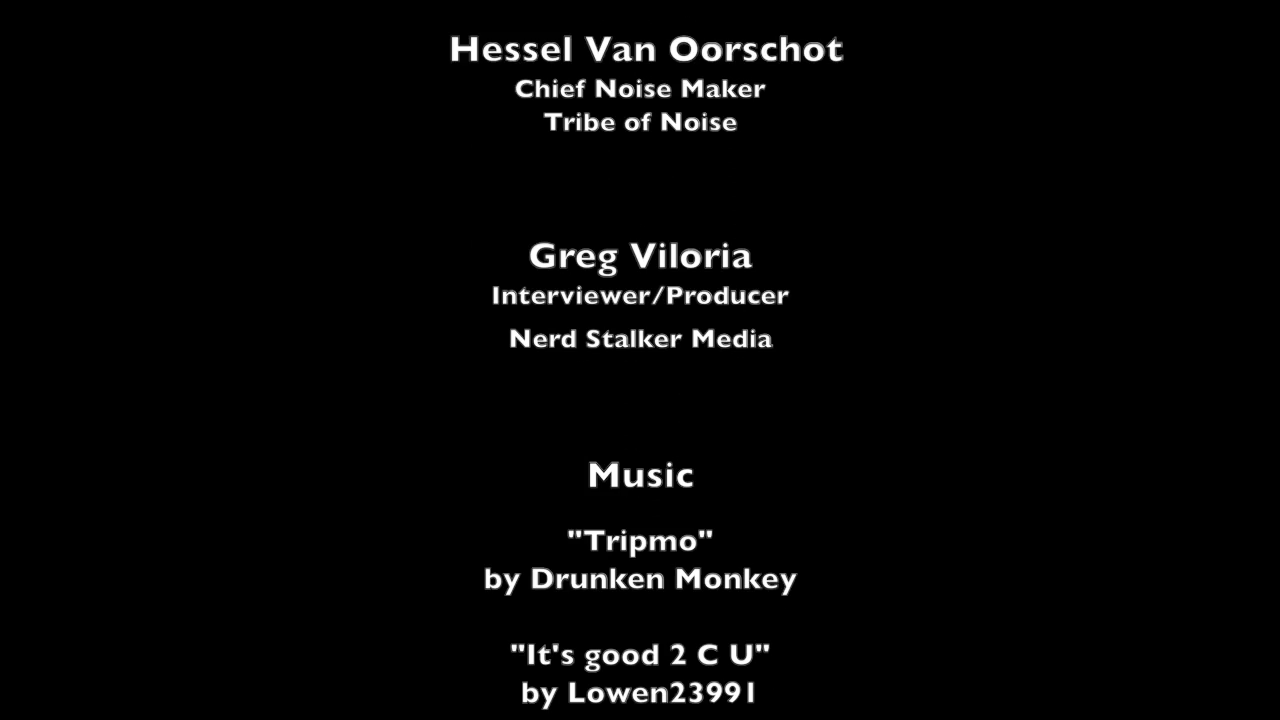 Hessel Van Oorschot
Chief Noise Maker
Tribe of Noise
Greg Viloria
Interviewer/Producer
Nerd Stalker Media
Music
"Tripmo"
by Drunken Monkey
"It's good 2 C U"
by Lowen23991